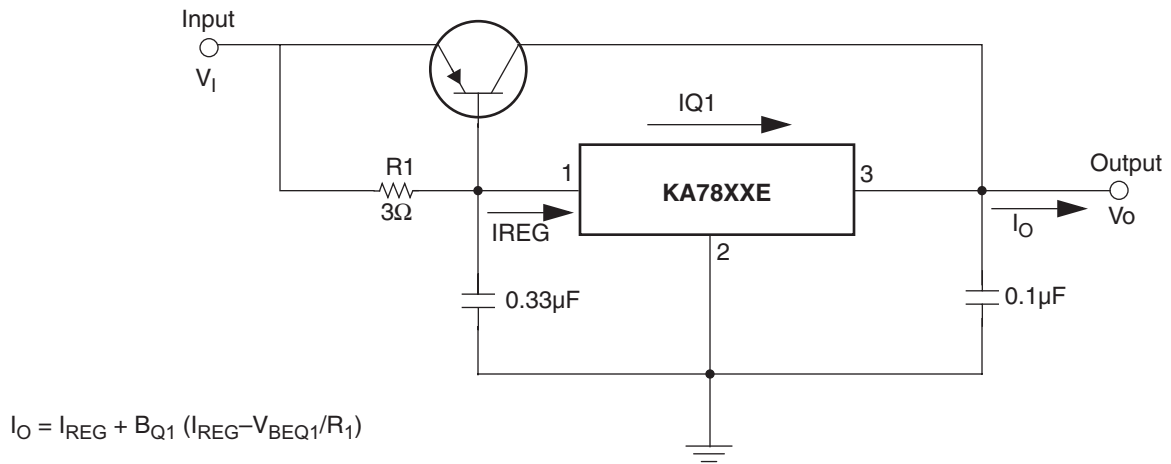 Input
V_I
IQ1
R1
3Ω
1
KA78XXE
3
Output
IREG
I_O
Vo
2
0.33µF
0.1µF
I_O = I_REG + B_Q1 (I_REG–V_BEQ1/R_1)